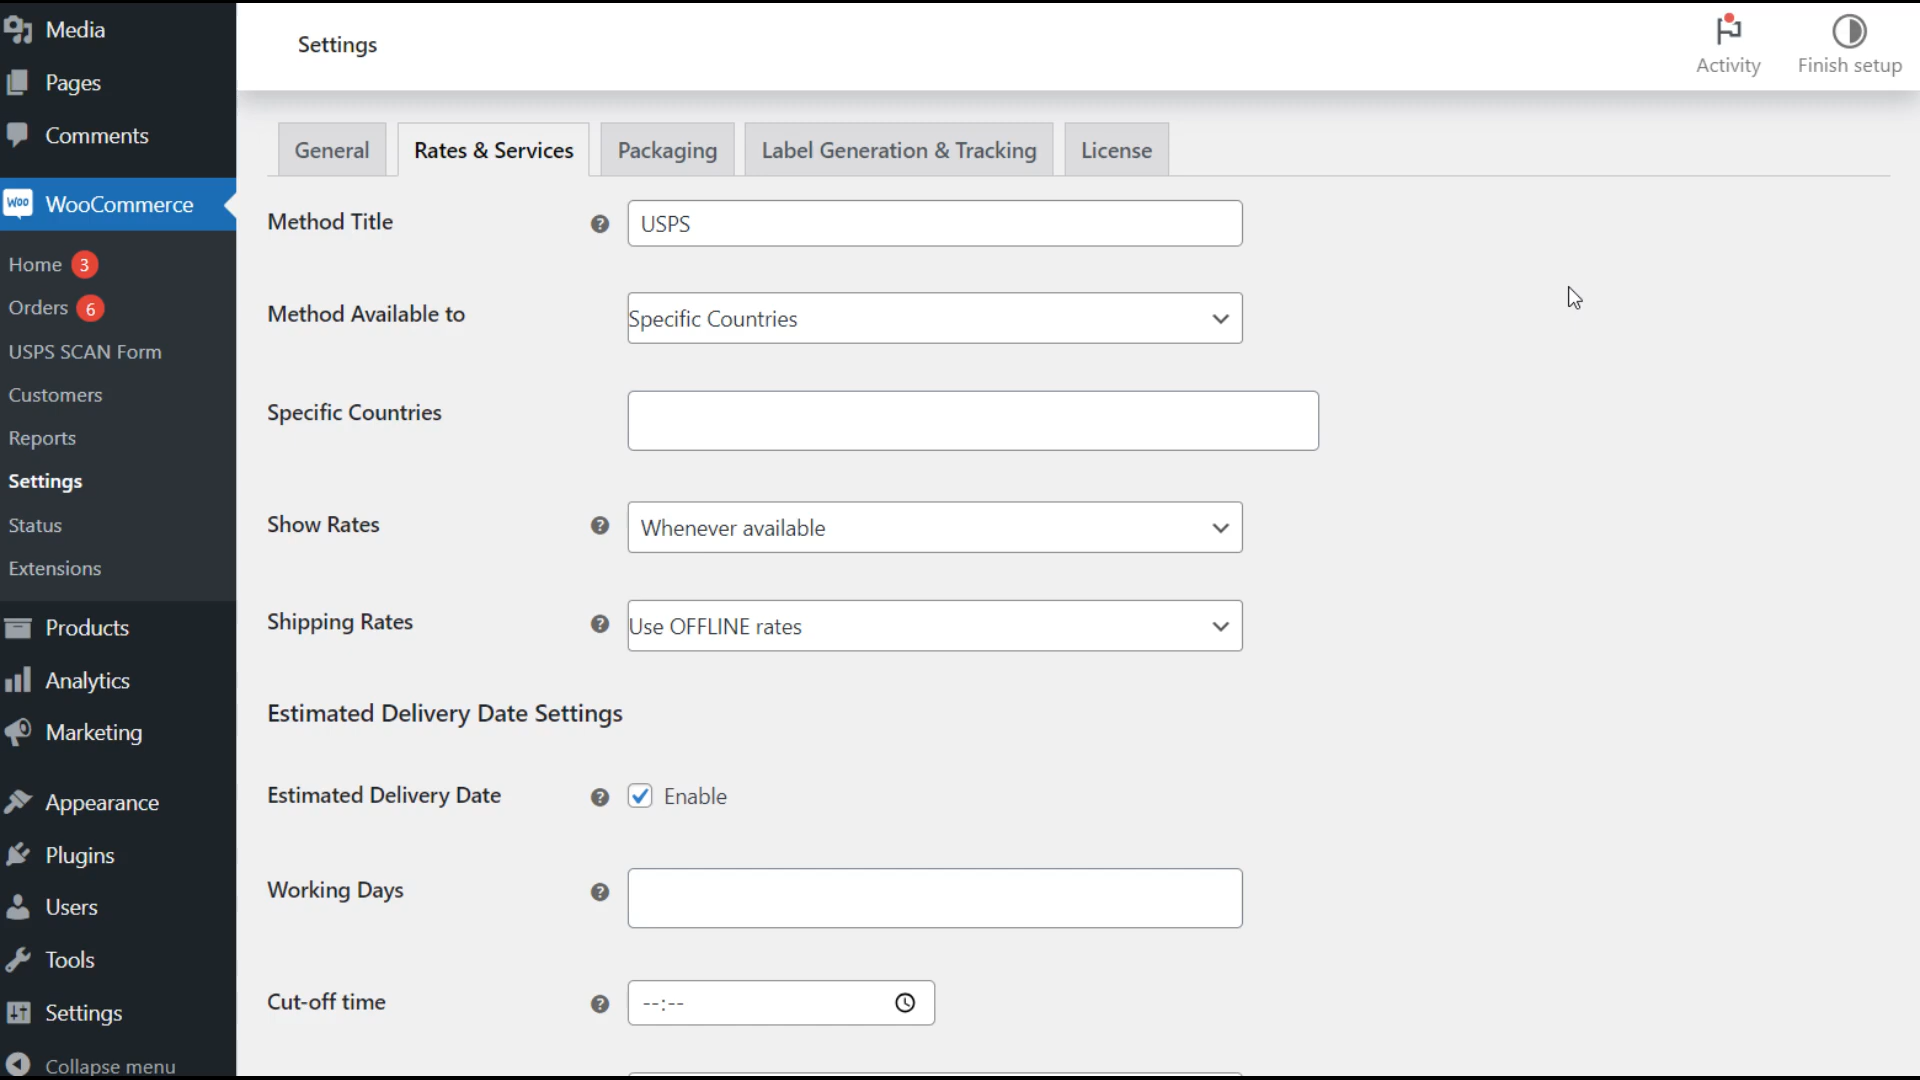 Media
Pages
Comments
Woo WooCommerce
Home 3
Orders 6
USPS SCAN Form
Customers
Reports
Settings
Status
Extensions
Products
Analytics
Marketing
Appearance
Plugins
Users
Tools
Settings
Collapse menu
Settings
Activity
Finish setup
General
Rates & Services
Packaging
Label Generation & Tracking
License
Method Title ? USPS
Method Available to Specific Countries
Specific Countries
Show Rates ? Whenever available
Shipping Rates ? Use OFFLINE rates
Estimated Delivery Date Settings
Estimated Delivery Date ? Enable
Working Days ?
Cut-off time ? --:--